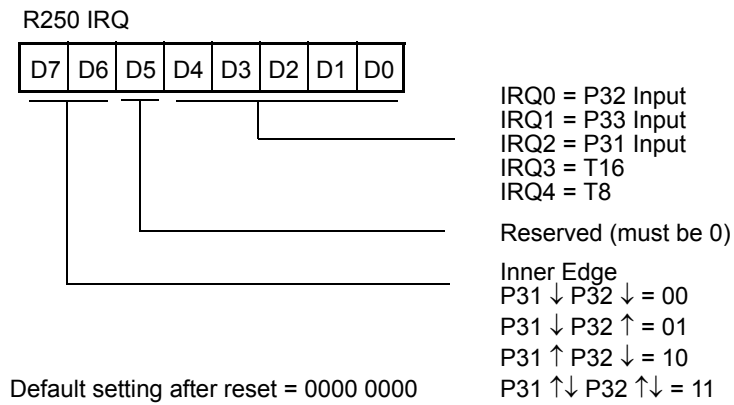 R250 IRQ
D7 D6 D5 D4 D3 D2 D1 D0
IRQ0 = P32 Input
IRQ1 = P33 Input
IRQ2 = P31 Input
IRQ3 = T16
IRQ4 = T8
Reserved (must be 0)
Inner Edge
P31 ↓ P32 ↓ = 00
P31 ↓ P32 ↑ = 01
P31 ↑ P32 ↓ = 10
P31 ↑↓ P32 ↑↓ = 11
Default setting after reset = 0000 0000